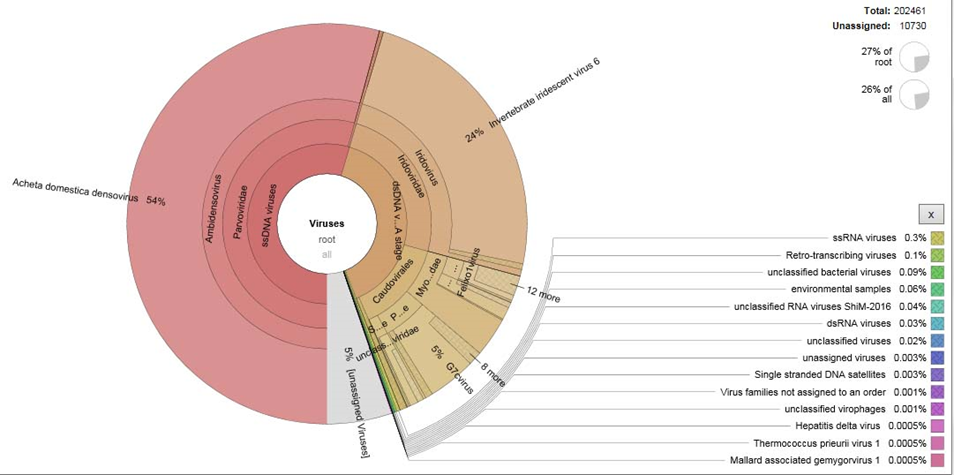 Total: 202461
Unassigned: 10730
27% of
root
26% of
all
Invertebrate iridescent virus 6
24%
Acheta domestica densovirus 54%
Ambidensovirus
Parvoviridae
ssDNA viruses
dsDNA v...A stage
Iridoviridae
Iridovirus
Viruses
root
all
Caudovirales
Myo...dae
...
...
Felixo1virus
12 more
S...e
P...e
unclass...viridae
5%
G7cvirus
8 more
5% [unassigned Viruses]
x
ssRNA viruses 0.3%
Retro-transcribing viruses 0.1%
unclassified bacterial viruses 0.09%
environmental samples 0.06%
unclassified RNA viruses ShiM-2016 0.04%
dsRNA viruses 0.03%
unclassified viruses 0.02%
unassigned viruses 0.003%
Single stranded DNA satellites 0.003%
Virus families not assigned to an order 0.001%
unclassified virophages 0.001%
Hepatitis delta virus 0.0005%
Thermococcus prieurii virus 1 0.0005%
Mallard associated gemygorvirus 1 0.0005%